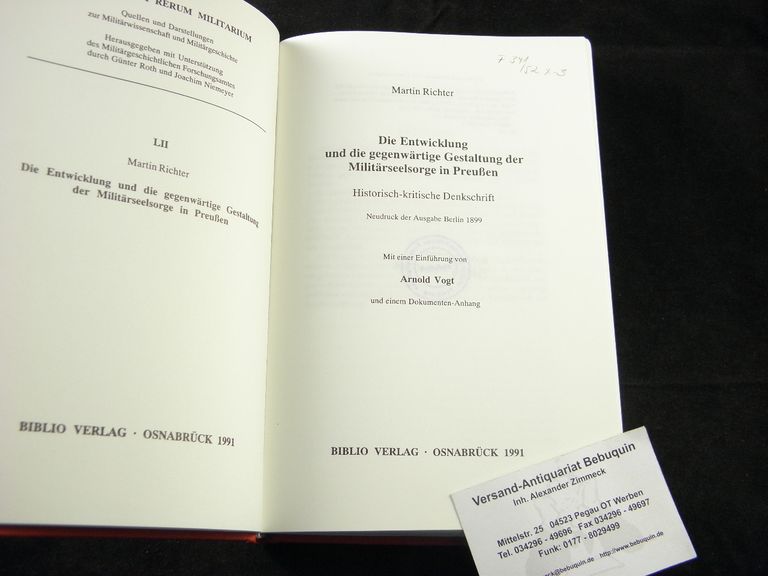 RERUM MILITARIUM
Quellen und Darstellungen
zur Militärwissenschaft und Militärgeschichte
Herausgegeben mit Unterstützung
des Militärgeschichtlichen Forschungsamtes
durch Günter Roth und Joachim Niemeyer
LII
Martin Richter
Die Entwicklung und die gegenwärtige Gestaltung
der Militärseelsorge in Preußen
BIBLIO VERLAG · OSNABRÜCK 1991
Martin Richter
Die Entwicklung
und die gegenwärtige Gestaltung der
Militärseelsorge in Preußen
Historisch-kritische Denkschrift
Neudruck der Ausgabe Berlin 1899
Mit einer Einführung von
Arnold Vogt
und einem Dokumenten-Anhang
BIBLIO VERLAG · OSNABRÜCK 1991
Versand-Antiquariat Bebuquin
Inh. Alexander Zimmeck
Mittelstr. 25 04523 Pegau OT Werben
Tel. 034296 - 49696 Fax 034296 - 49697
Funk: 0177 - 8029499
@bebuquin.de http://www.bebuquin.de